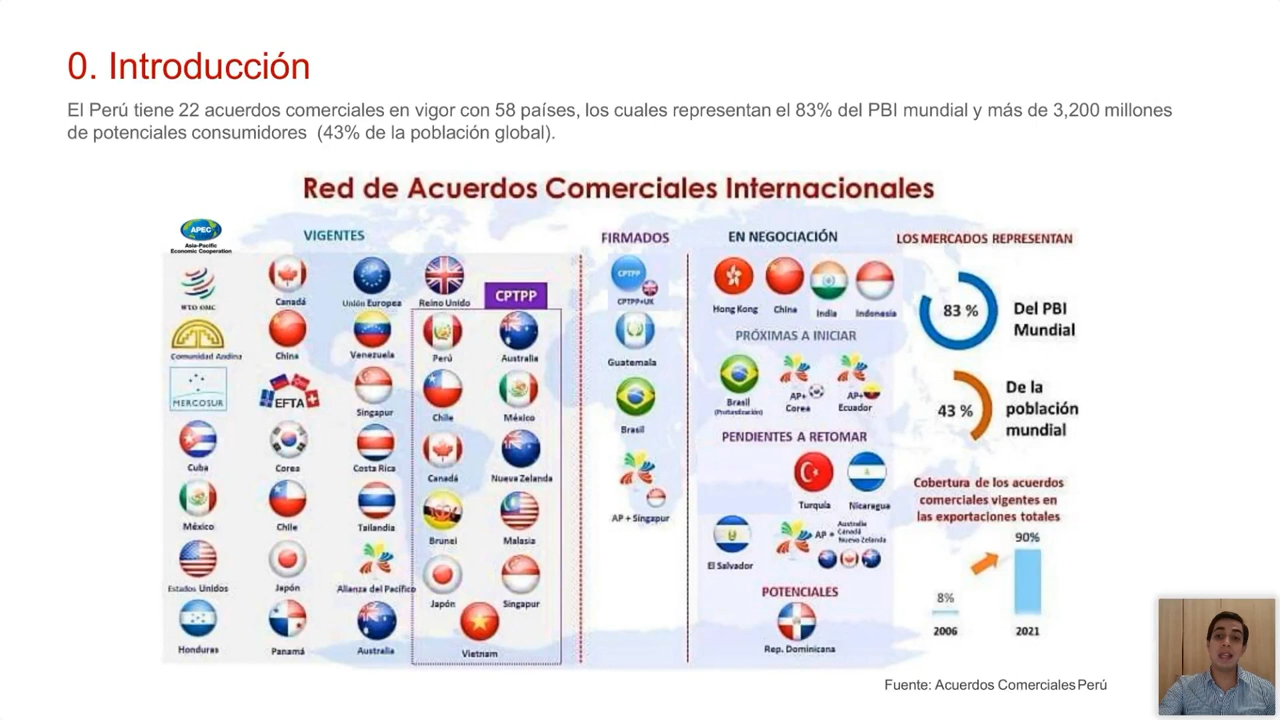 0. Introducción
El Perú tiene 22 acuerdos comerciales en vigor con 58 países, los cuales representan el 83% del PBI mundial y más de 3,200 millones
de potenciales consumidores (43% de la población global).
Red de Acuerdos Comerciales Internacionales
APEC
Asia-Pacific
Economic Cooperation
VIGENTES
WTO OMC
Canadá
Unión Europea
Reino Unido
CPTPP
Comunidad Andina
China
Venezuela
Perú
Australia
MERCOSUR
EFTA
Singapur
Chile
México
Cuba
Corea
Costa Rica
Canadá
Nueva Zelanda
México
Chile
Tailandia
Brunei
Malasia
Estados Unidos
Japón
Alianza del Pacífico
Japón
Singapur
Honduras
Panamá
Australia
Vietnam
FIRMADOS
CPTPP
CPTPP+UK
Guatemala
Brasil
AP + Singapur
EN NEGOCIACIÓN
Hong Kong
China
India
Indonesia
PRÓXIMAS A INICIAR
Brasil
(Profundización)
AP+
Corea
AP+
Ecuador
PENDIENTES A RETOMAR
Turquía
Nicaragua
El Salvador
AP +
Australia
Canadá
Nueva Zelanda
POTENCIALES
Rep. Dominicana
LOS MERCADOS REPRESENTAN
83 %
Del PBI
Mundial
43 %
De la
población
mundial
Cobertura de los acuerdos
comerciales vigentes en
las exportaciones totales
90%
8%
2006
2021
Fuente: Acuerdos Comerciales Perú